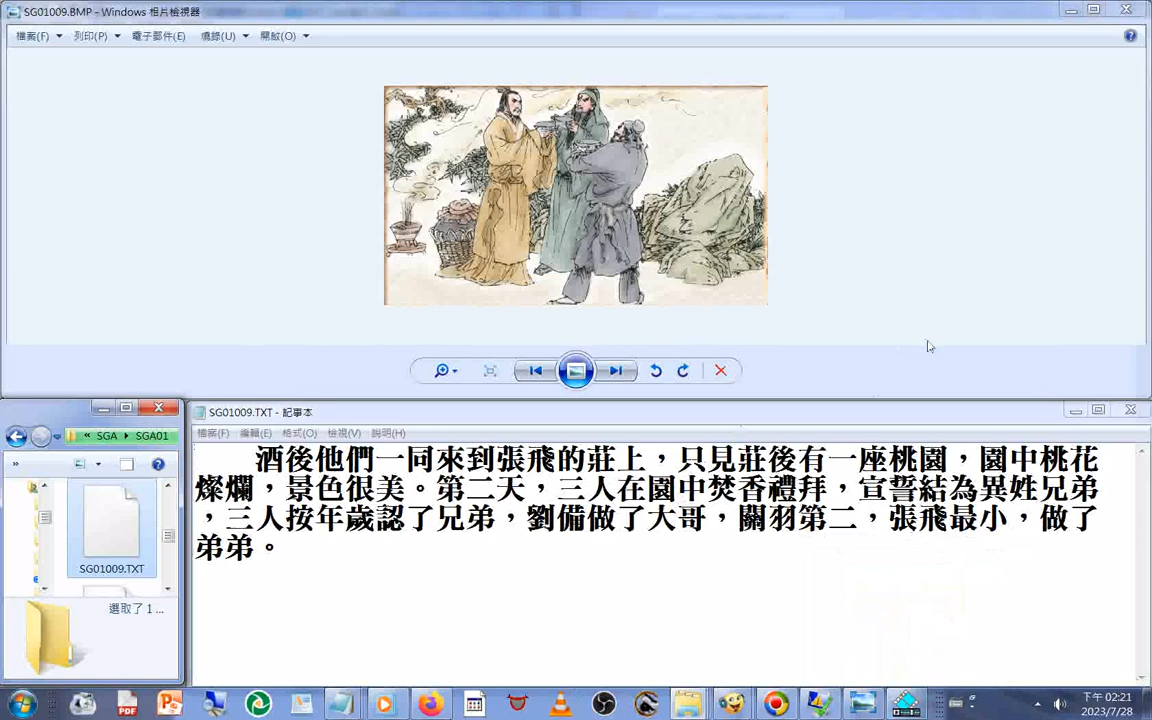 SG01009.BMP - Windows 相片檢視器
檔案(F) 列印(P) 電子郵件(E) 燒錄(U) 開啟(O)
SGA SGA01
SG01009.TXT
選取了 1 ...
SG01009.TXT - 記事本
檔案(F) 編輯(E) 格式(O) 檢視(V) 說明(H)
酒後他們一同來到張飛的莊上，只見莊後有一座桃園，園中桃花
燦爛，景色很美。第二天，三人在園中焚香禮拜，宣誓結為異姓兄弟
，三人按年歲認了兄弟，劉備做了大哥，關羽第二，張飛最小，做了
弟弟。
PDF
下午 02:21
2023/7/28